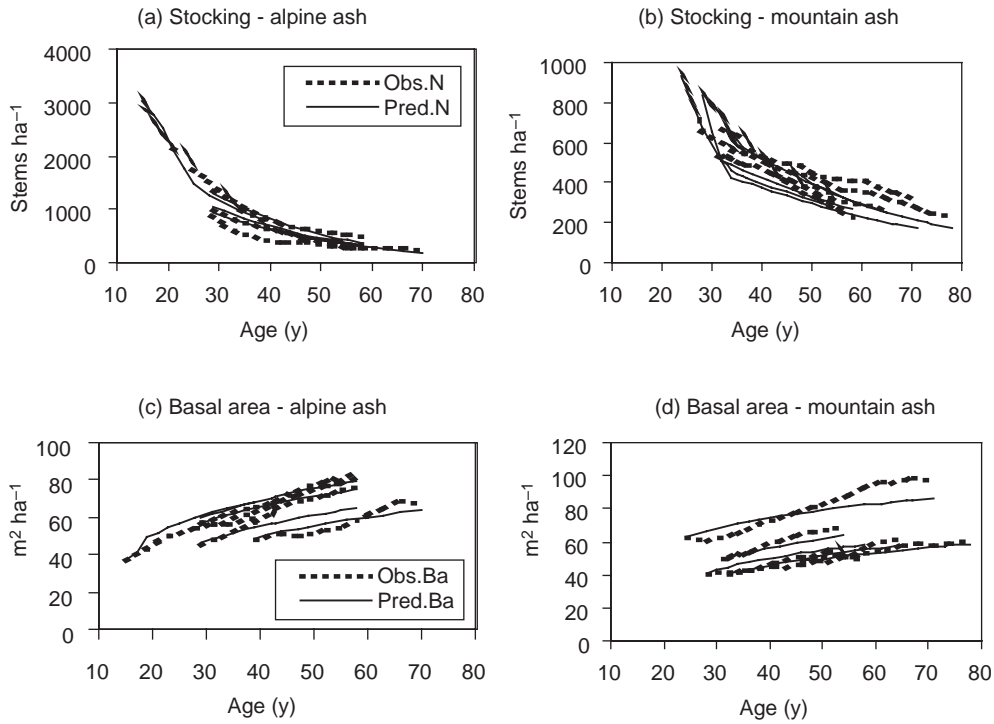 (a) Stocking - alpine ash
4000
3000
2000
1000
0
Stems ha⁻¹
Obs.N
Pred.N
10 20 30 40 50 60 70 80
Age (y)
(b) Stocking - mountain ash
1000
800
600
400
200
0
Stems ha⁻¹
10 20 30 40 50 60 70 80
Age (y)
(c) Basal area - alpine ash
100
80
60
40
20
0
m² ha⁻¹
Obs.Ba
Pred.Ba
10 20 30 40 50 60 70 80
Age (y)
(d) Basal area - mountain ash
120
100
80
60
40
20
0
m² ha⁻¹
10 20 30 40 50 60 70 80
Age (y)